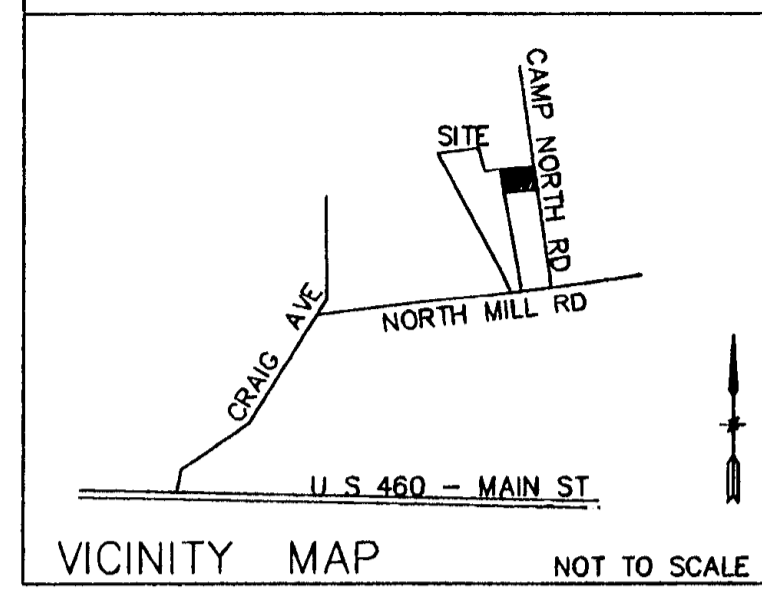 CAMP NORTH RD
SITE
CRAIG AVE
NORTH MILL RD
U S 460 - MAIN ST
VICINITY MAP
NOT TO SCALE